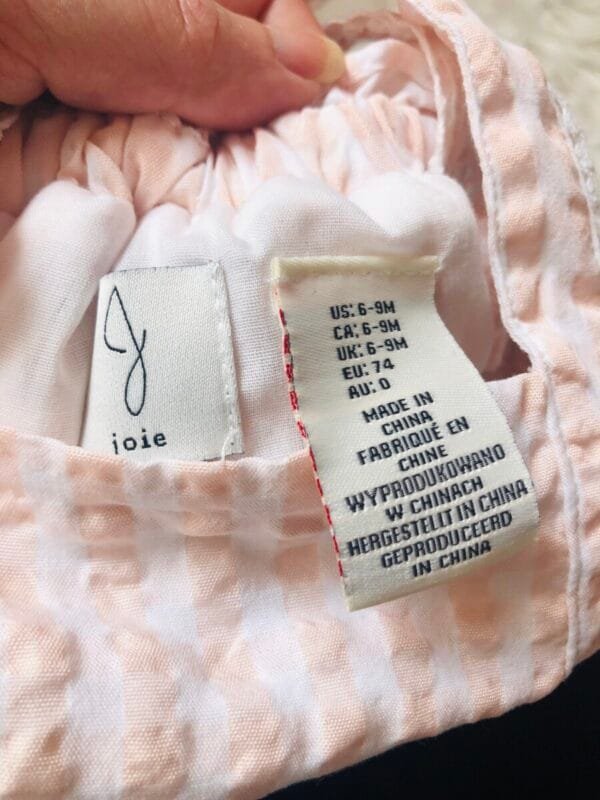 J
joie
US: 6-9M
CA: 6-9M
UK: 6-9M
EU: 74
AU: 0
MADE IN
CHINA
FABRIQUÉ EN
CHINE
WYPRODUKOWANO
W CHINACH
HERGESTELLT IN CHINA
GEPRODUCEERD
IN CHINA